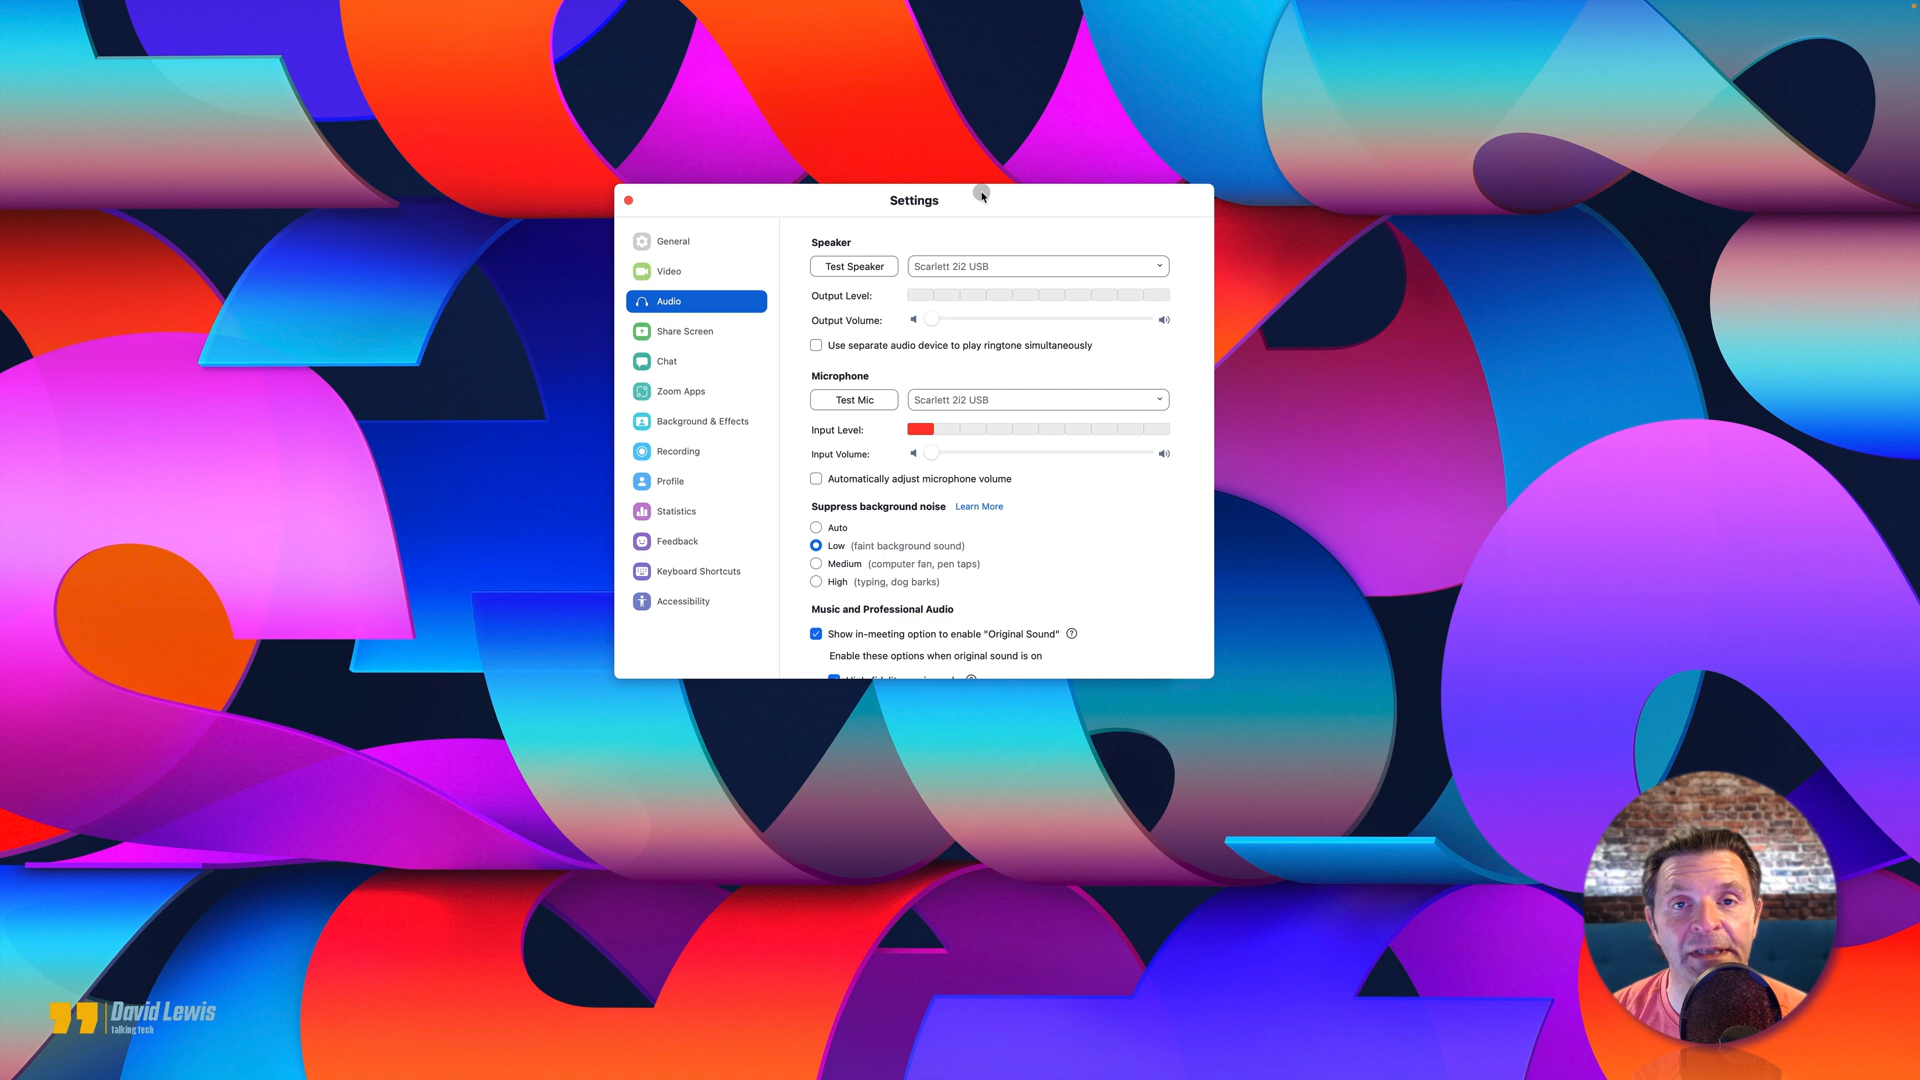 Settings
General
Video
Audio
Share Screen
Chat
Zoom Apps
Background & Effects
Recording
Profile
Statistics
Feedback
Keyboard Shortcuts
Accessibility
Speaker
Test Speaker
Scarlett 2i2 USB
Output Level:
Output Volume:
Use separate audio device to play ringtone simultaneously
Microphone
Test Mic
Scarlett 2i2 USB
Input Level:
Input Volume:
Automatically adjust microphone volume
Suppress background noise Learn More
Auto
Low (faint background sound)
Medium (computer fan, pen taps)
High (typing, dog barks)
Music and Professional Audio
Show in-meeting option to enable "Original Sound" ?
Enable these options when original sound is on
David Lewis
talking tech